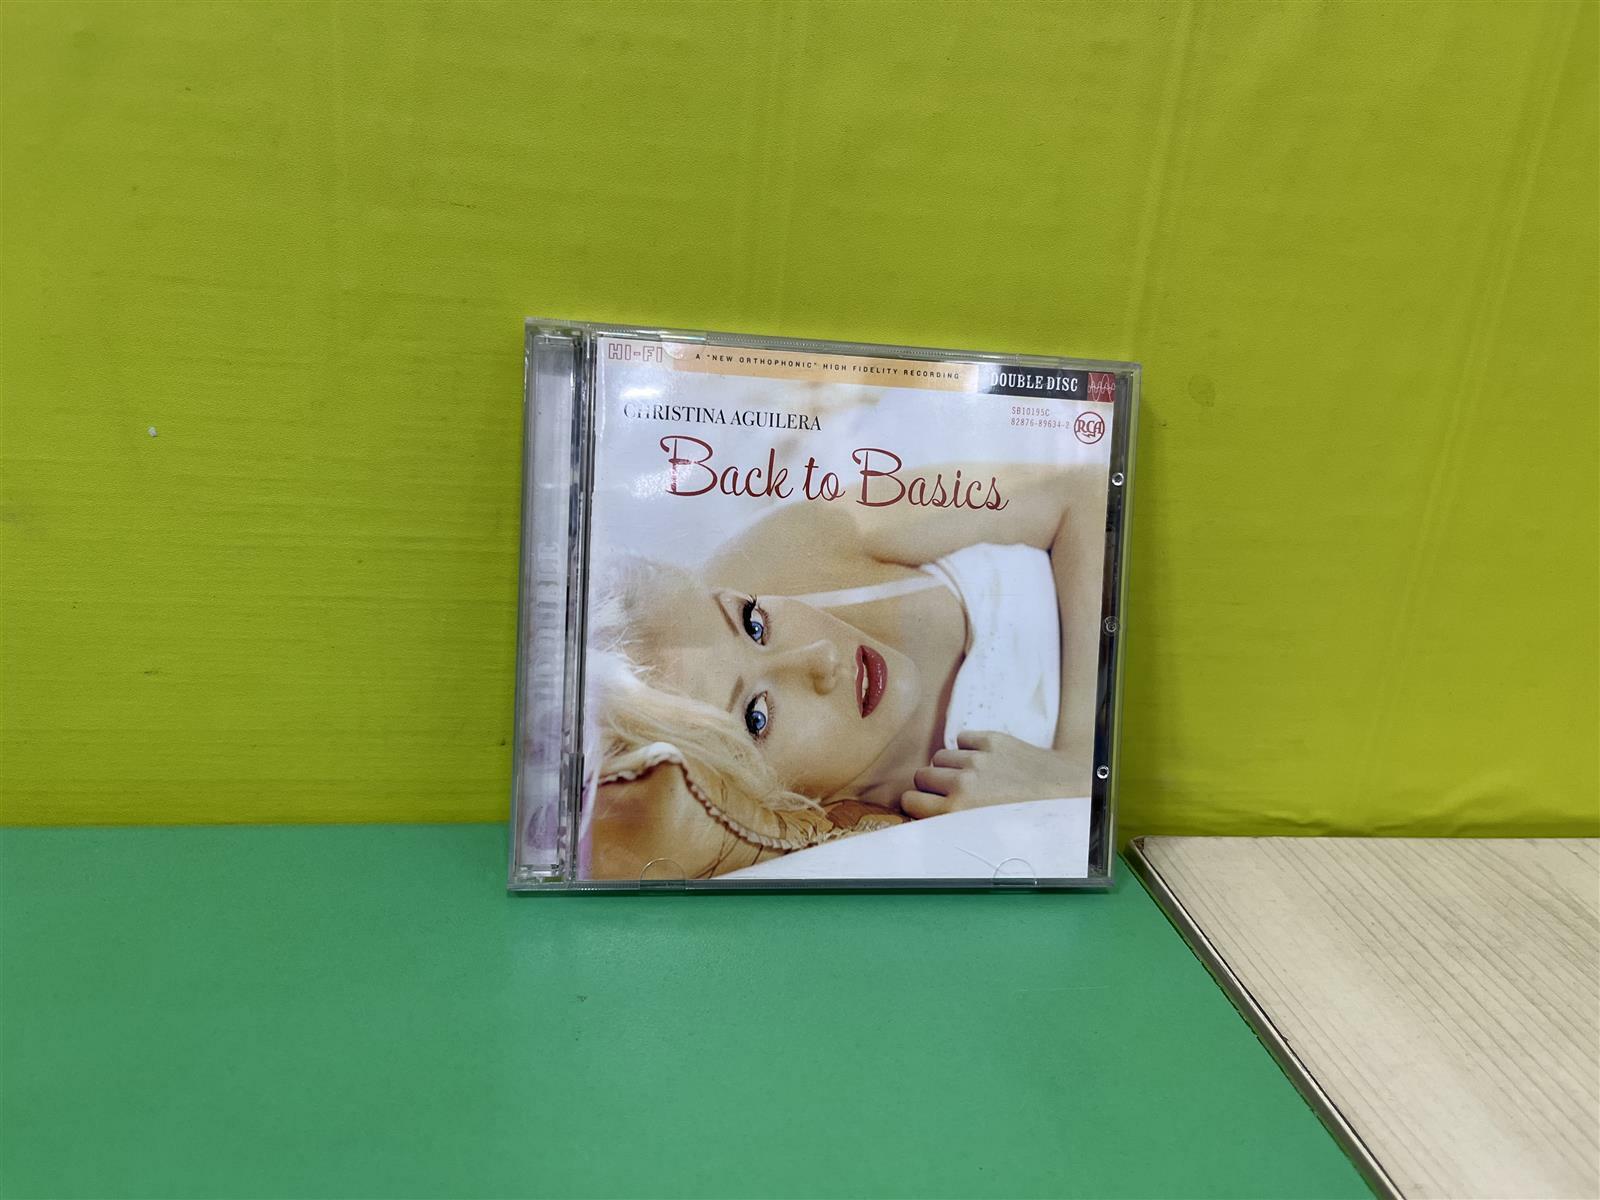 HI-FI
A "NEW ORTHOPHONIC" HIGH FIDELITY RECORDING
DOUBLE DISC
CHRISTINA AGUILERA
SB10195C
82876-89634-2
RCA
Back to Basics